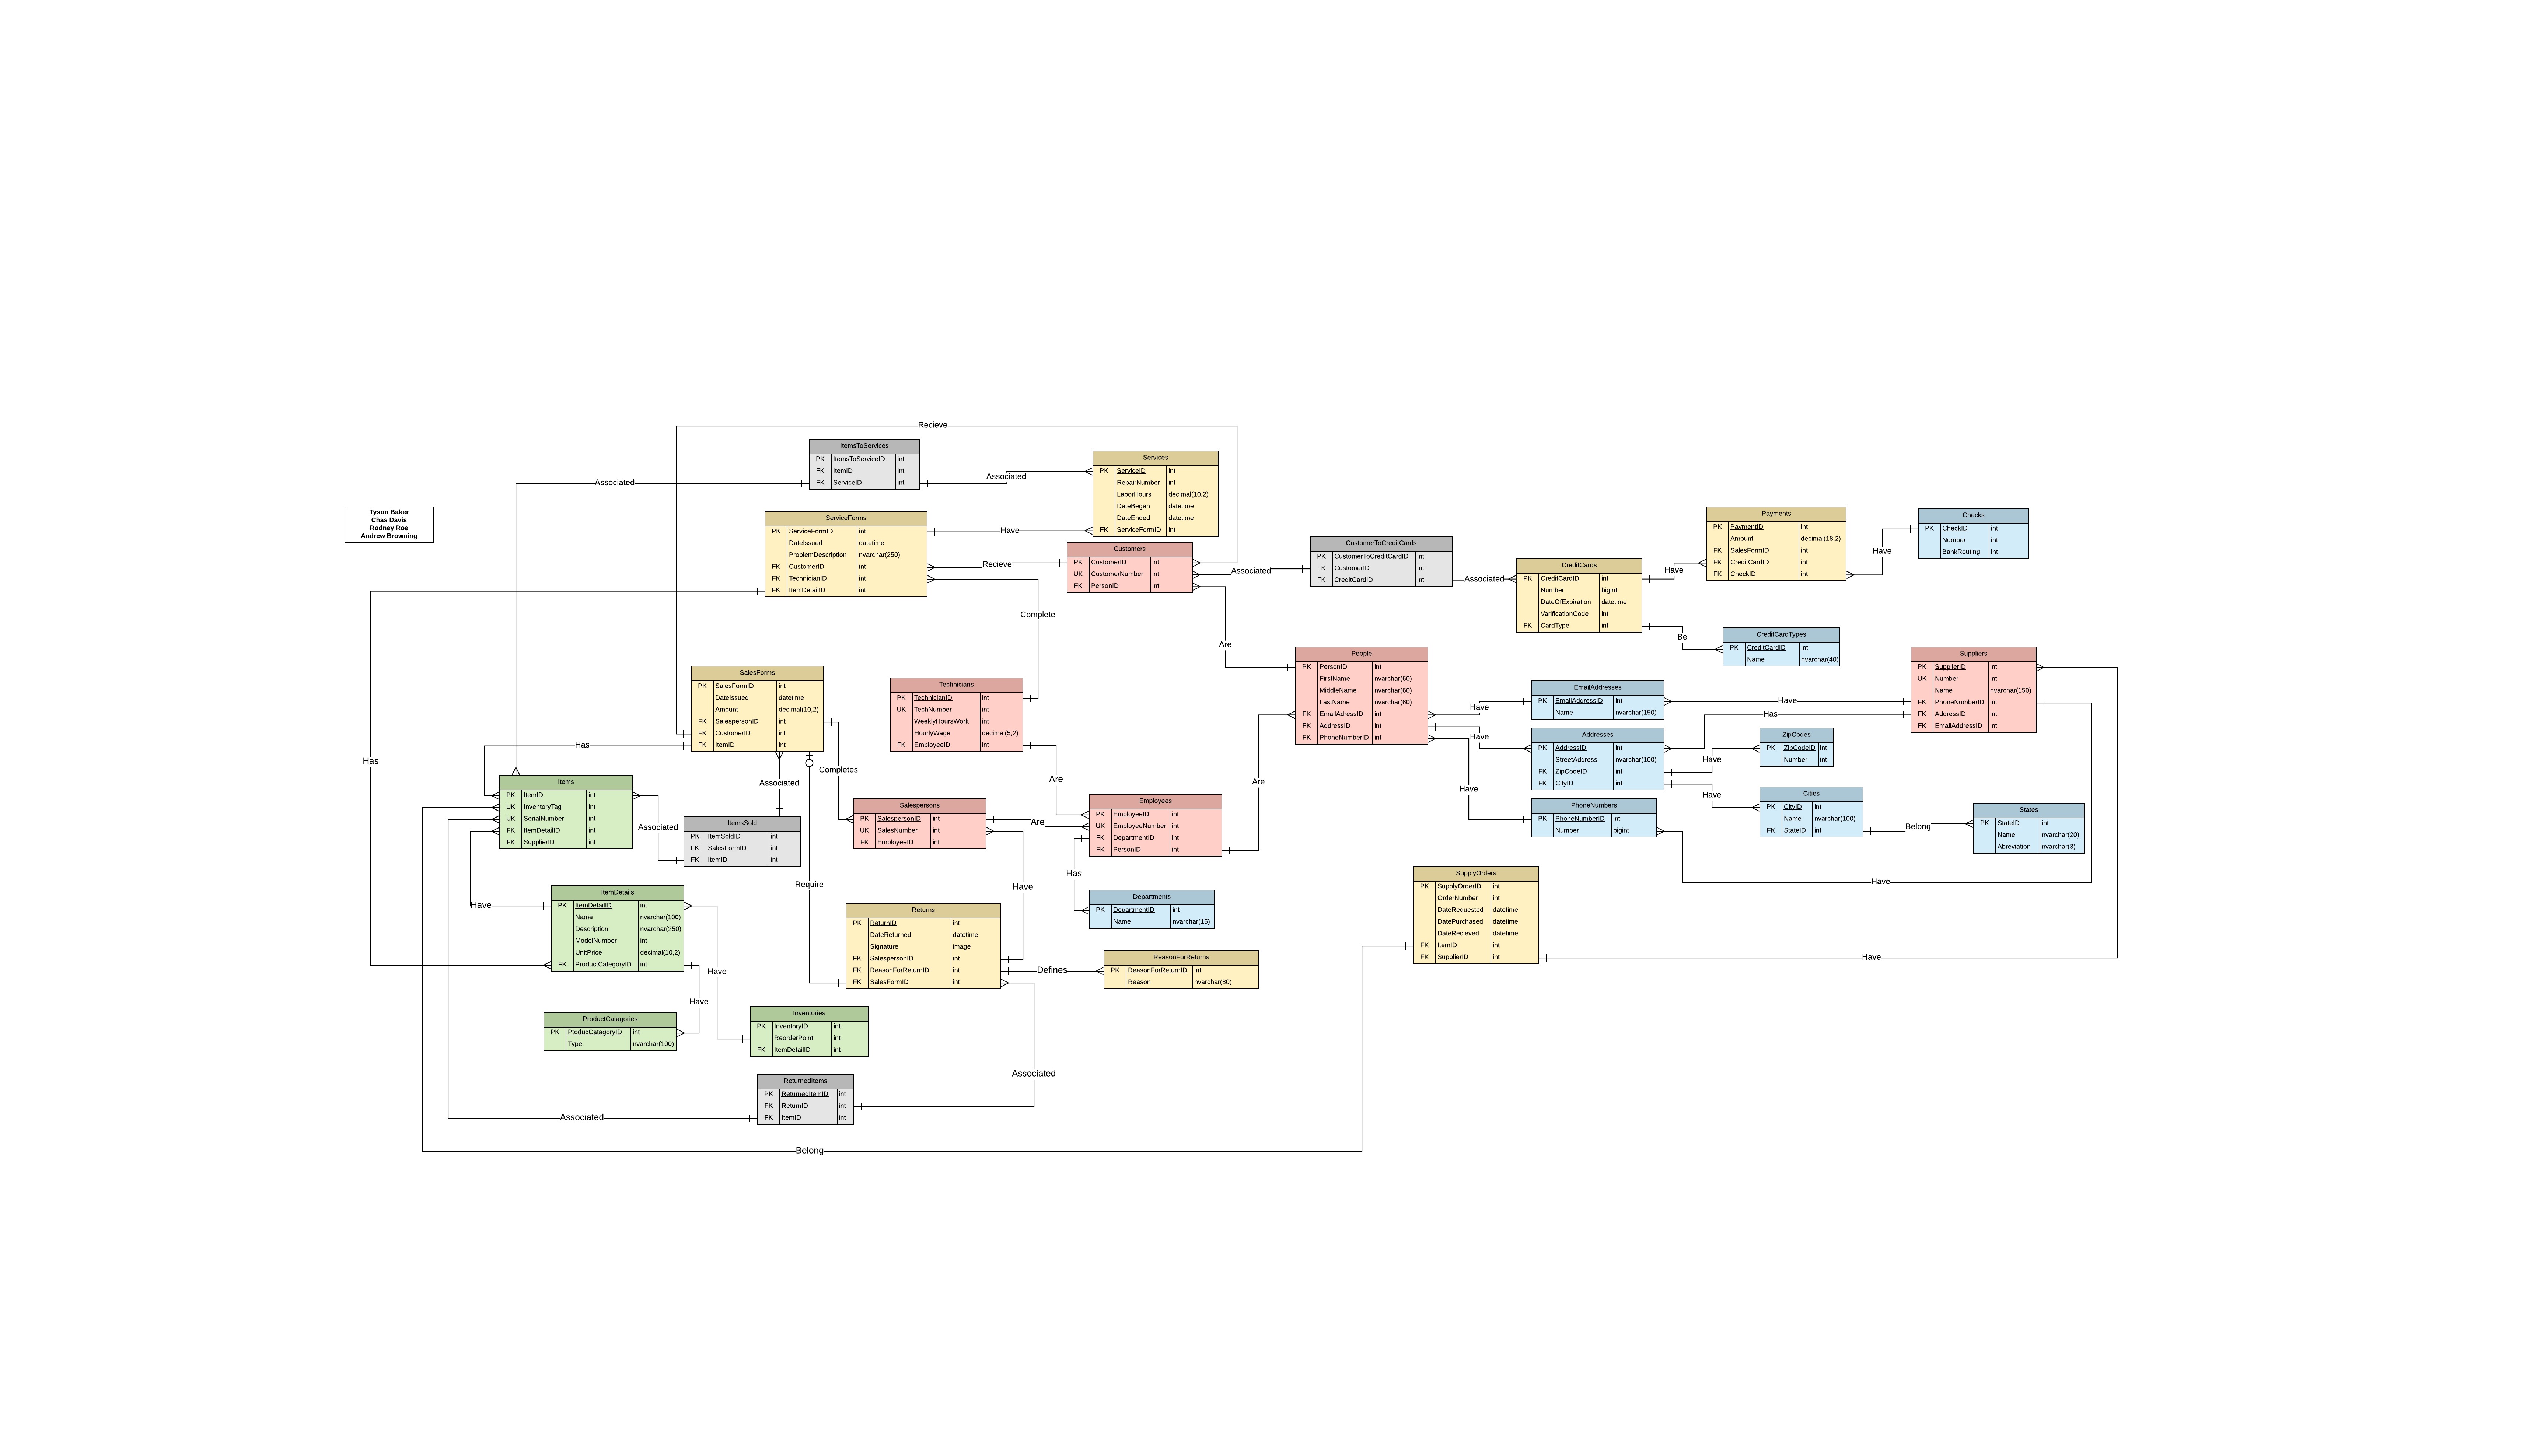 Tyson Baker
Chas Davis
Rodney Roe
Andrew Browning
Recieve
ItemsToServices
PK ItemsToServiceID int
FK ItemID int
FK ServiceID int
Associated
Associated
Services
PK ServiceID int
RepairNumber int
LaborHours decimal(10,2)
DateBegan datetime
DateEnded datetime
FK ServiceFormID int
ServiceForms
PK ServiceFormID int
DateIssued datetime
ProblemDescription nvarchar(250)
FK CustomerID int
FK TechnicianID int
FK ItemDetailID int
Have
Recieve
Complete
Customers
PK CustomerID int
UK CustomerNumber int
FK PersonID int
Associated
Are
CustomerToCreditCards
PK CustomerToCreditCardID int
FK CustomerID int
FK CreditCardID int
Associated
CreditCards
PK CreditCardID int
Number bigint
DateOfExpiration datetime
VarificationCode int
FK CardType int
Have
Be
Payments
PK PaymentID int
Amount decimal(18,2)
FK SalesFormID int
FK CreditCardID int
FK CheckID int
Have
Checks
PK CheckID int
Number int
BankRouting int
CreditCardTypes
PK CreditCardID int
Name nvarchar(40)
Suppliers
PK SupplierID int
UK Number int
Name nvarchar(150)
FK PhoneNumberID int
FK AddressID int
FK EmailAddressID int
People
PK PersonID int
FirstName nvarchar(60)
MiddleName nvarchar(60)
LastName nvarchar(60)
FK EmailAdressID int
FK AddressID int
FK PhoneNumberID int
Have
Have
Have
Are
EmailAddresses
PK EmailAddressID int
Name nvarchar(150)
Have
Has
Addresses
PK AddressID int
StreetAddress nvarchar(100)
FK ZipCodeID int
FK CityID int
Have
Have
ZipCodes
PK ZipCodeID int
Number int
Cities
PK CityID int
Name nvarchar(100)
FK StateID int
Belong
States
PK StateID int
Name nvarchar(20)
Abreviation nvarchar(3)
PhoneNumbers
PK PhoneNumberID int
Number bigint
Have
SalesForms
PK SalesFormID int
DateIssued datetime
Amount decimal(10,2)
FK SalespersonID int
FK CustomerID int
FK ItemID int
Has
Has
Associated
Completes
Require
Technicians
PK TechnicianID int
UK TechNumber int
WeeklyHoursWork int
HourlyWage decimal(5,2)
FK EmployeeID int
Are
Items
PK ItemID int
UK InventoryTag int
UK SerialNumber int
FK ItemDetailID int
FK SupplierID int
Associated
ItemsSold
PK ItemSoldID int
FK SalesFormID int
FK ItemID int
Salespersons
PK SalespersonID int
UK SalesNumber int
FK EmployeeID int
Are
Have
Employees
PK EmployeeID int
UK EmployeeNumber int
FK DepartmentID int
FK PersonID int
Has
Departments
PK DepartmentID int
Name nvarchar(15)
SupplyOrders
PK SupplyOrderID int
OrderNumber int
DateRequested datetime
DatePurchased datetime
DateRecieved datetime
FK ItemID int
FK SupplierID int
Have
Have
ItemDetails
PK ItemDetailID int
Name nvarchar(100)
Description nvarchar(250)
ModelNumber int
UnitPrice decimal(10,2)
FK ProductCategoryID int
Have
Have
Returns
PK ReturnID int
DateReturned datetime
Signature image
FK SalespersonID int
FK ReasonForReturnID int
FK SalesFormID int
Defines
ReasonForReturns
PK ReasonForReturnID int
Reason nvarchar(80)
ProductCatagories
PK PtoducCatagoryID int
Type nvarchar(100)
Inventories
PK InventoryID int
ReorderPoint int
FK ItemDetailID int
Associated
ReturnedItems
PK ReturnedItemID int
FK ReturnID int
FK ItemID int
Associated
Belong